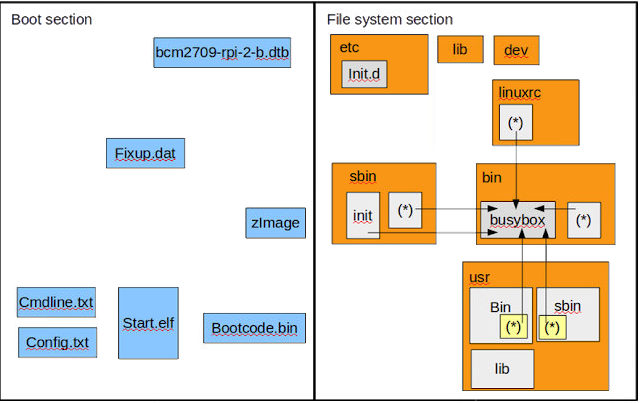 Boot section
bcm2709-rpi-2-b.dtb
Fixup.dat
zImage
Cmdline.txt
Config.txt
Start.elf
Bootcode.bin
File system section
etc
Init.d
lib
dev
linuxrc
(*)
sbin
init
(*)
bin
busybox
(*)
usr
Bin
(*)
sbin
(*)
lib